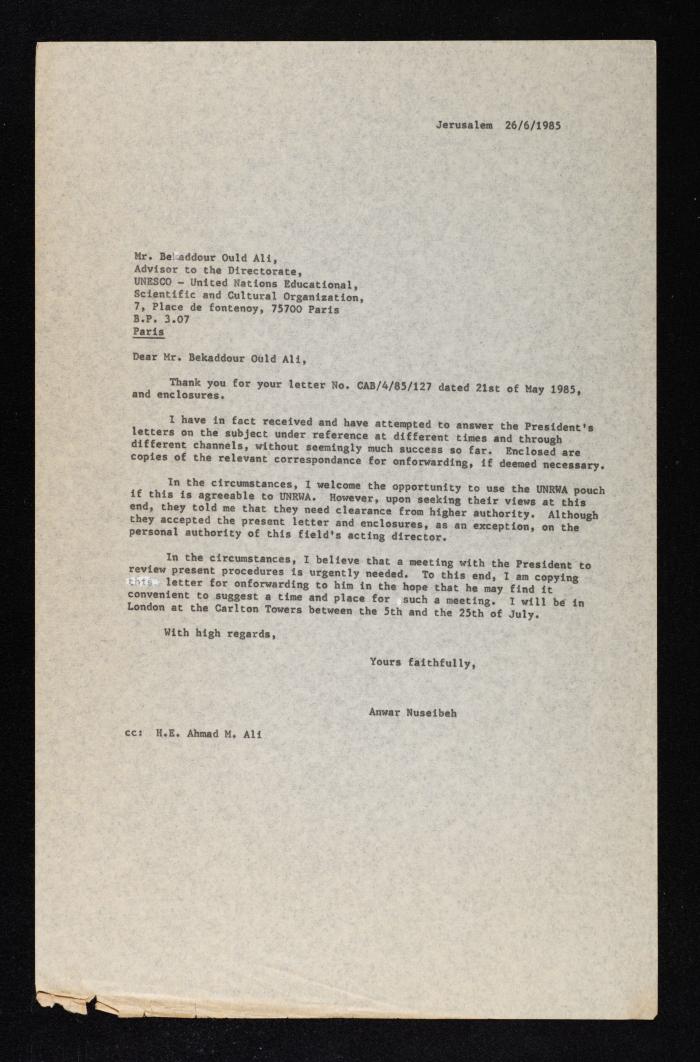 Jerusalem 26/6/1985
Mr. Bekaddour Ould Ali,
Advisor to the Directorate,
UNESCO - United Nations Educational,
Scientific and Cultural Organization,
7, Place de fontenoy, 75700 Paris
B.P. 3.07
Paris
Dear Mr. Bekaddour Ould Ali,
Thank you for your letter No. CAB/4/85/127 dated 21st of May 1985,
and enclosures.
I have in fact received and have attempted to answer the President's
letters on the subject under reference at different times and through
different channels, without seemingly much success so far. Enclosed are
copies of the relevant correspondance for onforwarding, if deemed necessary.
In the circumstances, I welcome the opportunity to use the UNRWA pouch
if this is agreeable to UNRWA. However, upon seeking their views at this
end, they told me that they need clearance from higher authority. Although
they accepted the present letter and enclosures, as an exception, on the
personal authority of this field's acting director.
In the circumstances, I believe that a meeting with the President to
review present procedures is urgently needed. To this end, I am copying
this letter for onforwarding to him in the hope that he may find it
convenient to suggest a time and place for such a meeting. I will be in
London at the Carlton Towers between the 5th and the 25th of July.
With high regards,
Yours faithfully,
Anwar Nuseibeh
cc: H.E. Ahmad M. Ali